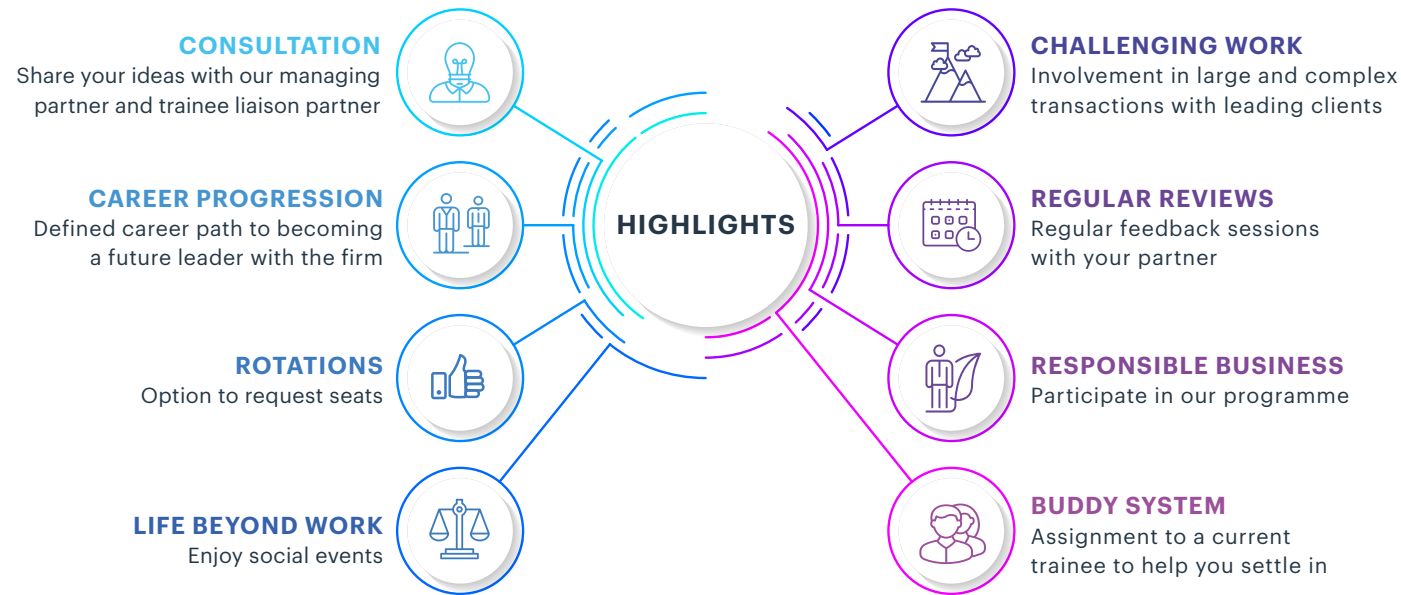 CONSULTATION
Share your ideas with our managing
partner and trainee liaison partner
CAREER PROGRESSION
Defined career path to becoming
a future leader with the firm
ROTATIONS
Option to request seats
LIFE BEYOND WORK
Enjoy social events
HIGHLIGHTS
CHALLENGING WORK
Involvement in large and complex
transactions with leading clients
REGULAR REVIEWS
Regular feedback sessions
with your partner
RESPONSIBLE BUSINESS
Participate in our programme
BUDDY SYSTEM
Assignment to a current
trainee to help you settle in